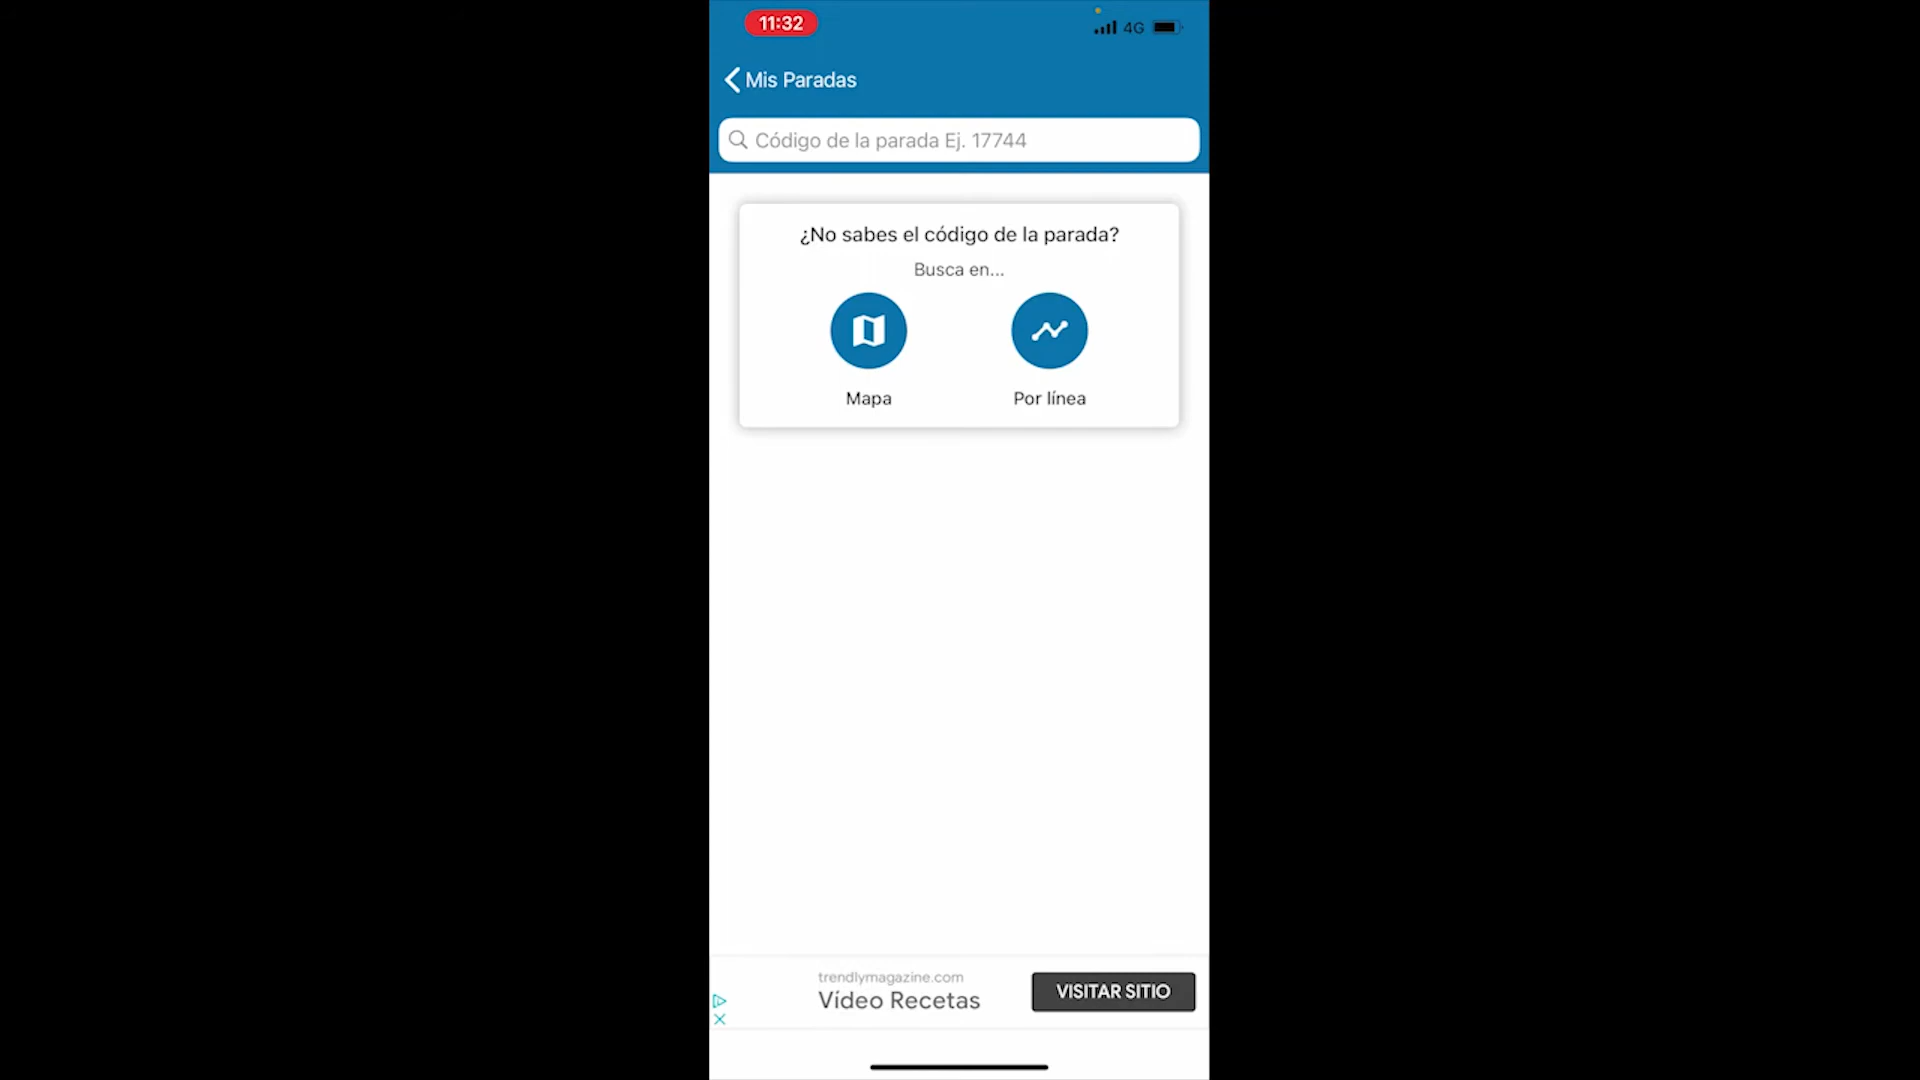 11:32
4G
Mis Paradas
Código de la parada Ej. 17744
¿No sabes el código de la parada?
Busca en...
Mapa
Por línea
trendlymagazine.com
Vídeo Recetas
VISITAR SITIO